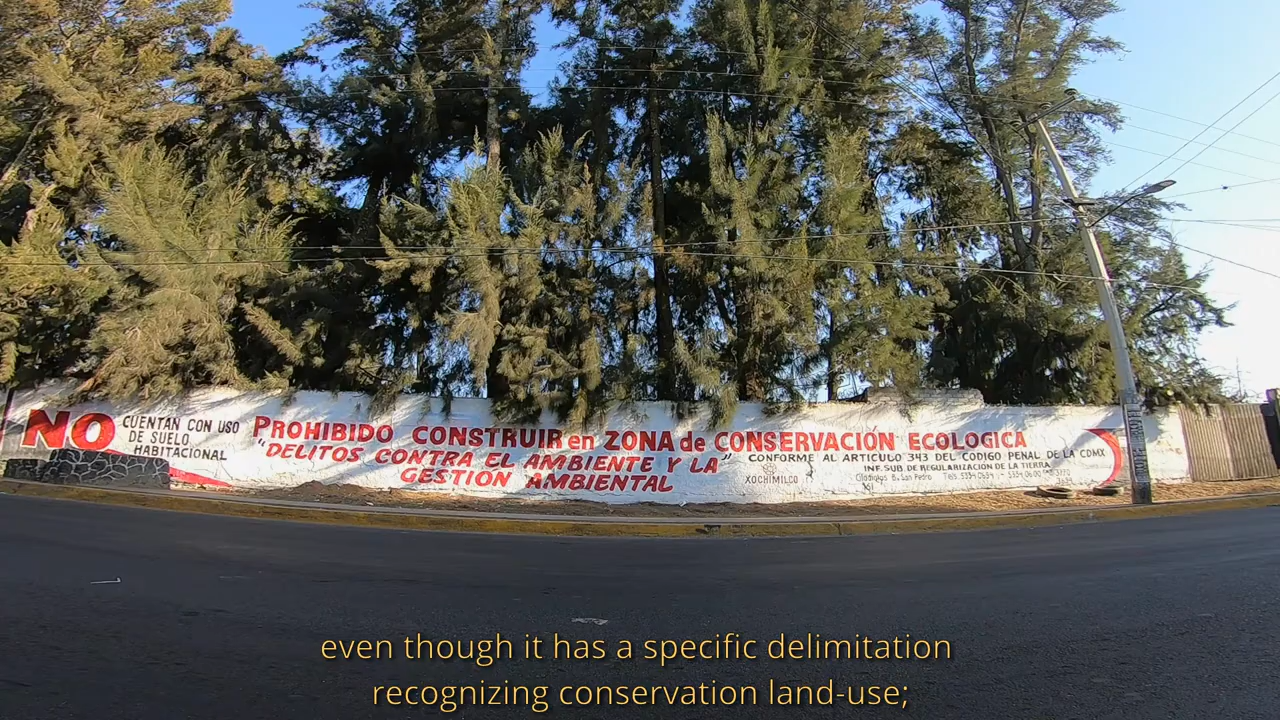 NO
CUENTAN CON USO
DE SUELO
HABITACIONAL
PROHIBIDO CONSTRUIR en ZONA de CONSERVACIÓN ECOLOGICA
"DELITOS CONTRA EL AMBIENTE Y LA
GESTION AMBIENTAL
CONFORME AL ARTICULO 343 DEL CODIGO PENAL DE LA CDMX
INF. SUB. DE REGULARIZACION DE LA TIERRA
XOCHIMILCO
San Pedro
even though it has a specific delimitation
recognizing conservation land-use;